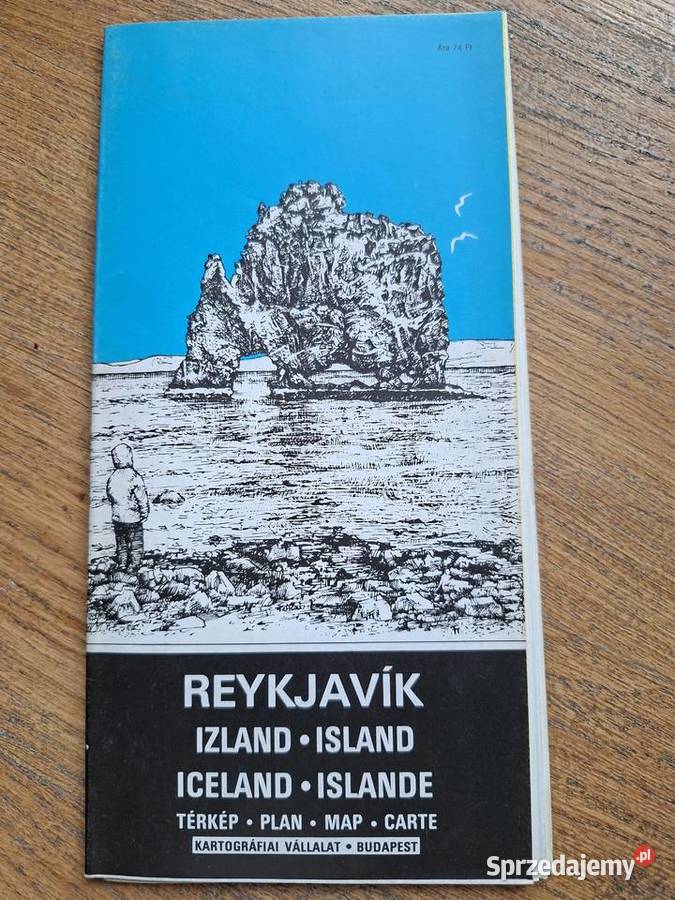 Ára 74 Ft
REYKJAVÍK
IZLAND • ISLAND
ICELAND • ISLANDE
TÉRKÉP • PLAN • MAP • CARTE
KARTOGRÁFIAI VÁLLALAT • BUDAPEST
Sprzedajemy.pl